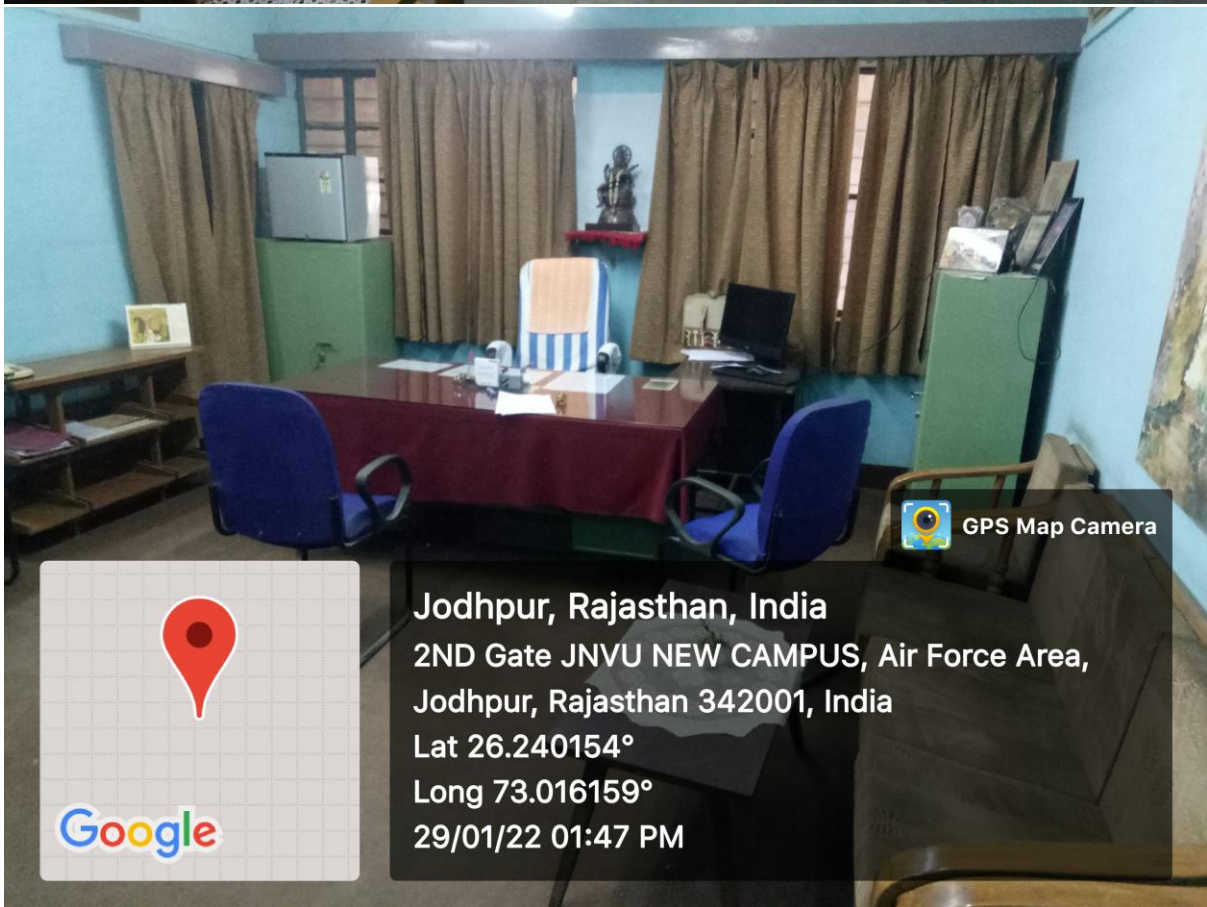 GPS Map Camera
Jodhpur, Rajasthan, India
2ND Gate JNVU NEW CAMPUS, Air Force Area,
Jodhpur, Rajasthan 342001, India
Lat 26.240154°
Long 73.016159°
29/01/22 01:47 PM
Google